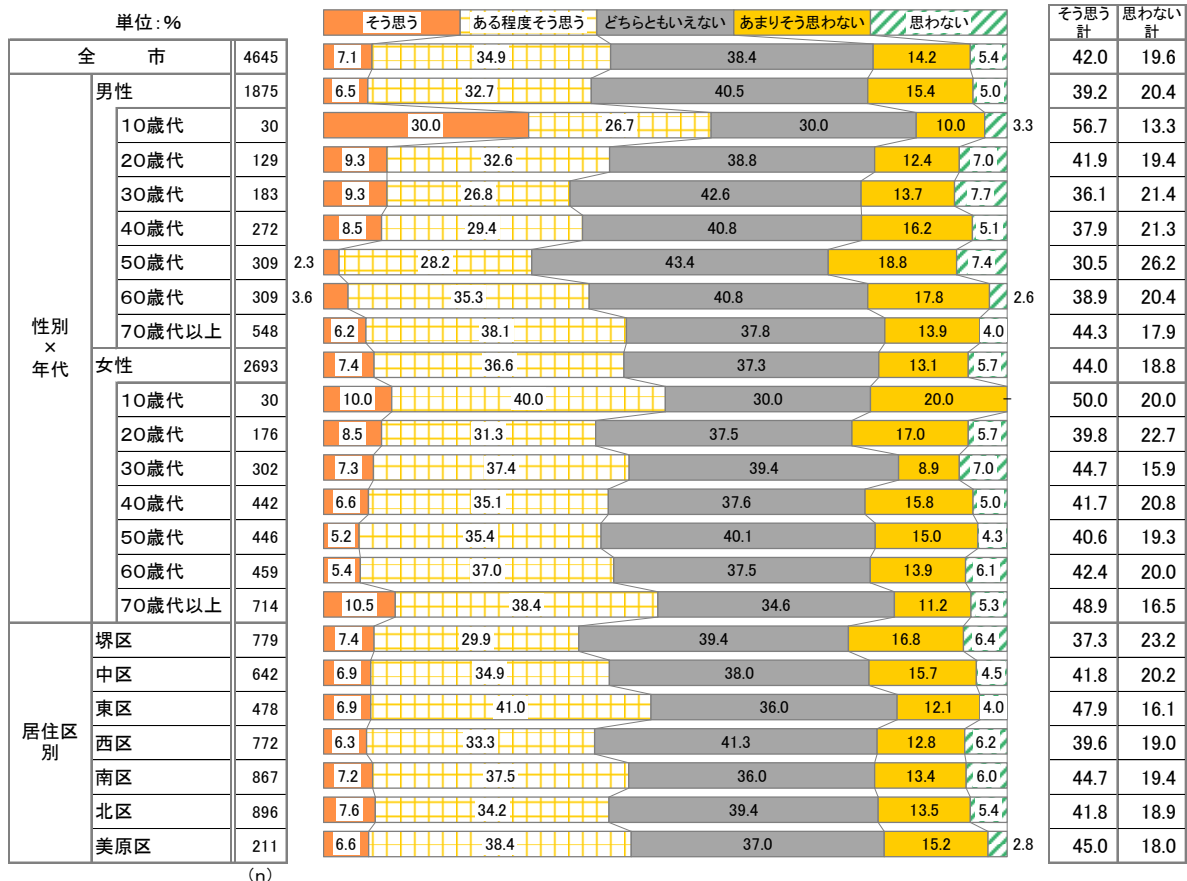 単位:% そう思う ある程度そう思う どちらともいえない あまりそう思わない 思わない そう思う計 思わない計
全市 4645 7.1 34.9 38.4 14.2 5.4 42.0 19.6
性別×年代
男性 1875 6.5 32.7 40.5 15.4 5.0 39.2 20.4
10歳代 30 30.0 26.7 30.0 10.0 3.3 56.7 13.3
20歳代 129 9.3 32.6 38.8 12.4 7.0 41.9 19.4
30歳代 183 9.3 26.8 42.6 13.7 7.7 36.1 21.4
40歳代 272 8.5 29.4 40.8 16.2 5.1 37.9 21.3
50歳代 309 2.3 28.2 43.4 18.8 7.4 30.5 26.2
60歳代 309 3.6 35.3 40.8 17.8 2.6 38.9 20.4
70歳代以上 548 6.2 38.1 37.8 13.9 4.0 44.3 17.9
女性 2693 7.4 36.6 37.3 13.1 5.7 44.0 18.8
10歳代 30 10.0 40.0 30.0 20.0 - 50.0 20.0
20歳代 176 8.5 31.3 37.5 17.0 5.7 39.8 22.7
30歳代 302 7.3 37.4 39.4 8.9 7.0 44.7 15.9
40歳代 442 6.6 35.1 37.6 15.8 5.0 41.7 20.8
50歳代 446 5.2 35.4 40.1 15.0 4.3 40.6 19.3
60歳代 459 5.4 37.0 37.5 13.9 6.1 42.4 20.0
70歳代以上 714 10.5 38.4 34.6 11.2 5.3 48.9 16.5
居住区別
堺区 779 7.4 29.9 39.4 16.8 6.4 37.3 23.2
中区 642 6.9 34.9 38.0 15.7 4.5 41.8 20.2
東区 478 6.9 41.0 36.0 12.1 4.0 47.9 16.1
西区 772 6.3 33.3 41.3 12.8 6.2 39.6 19.0
南区 867 7.2 37.5 36.0 13.4 6.0 44.7 19.4
北区 896 7.6 34.2 39.4 13.5 5.4 41.8 18.9
美原区 211 6.6 38.4 37.0 15.2 2.8 45.0 18.0
(n)